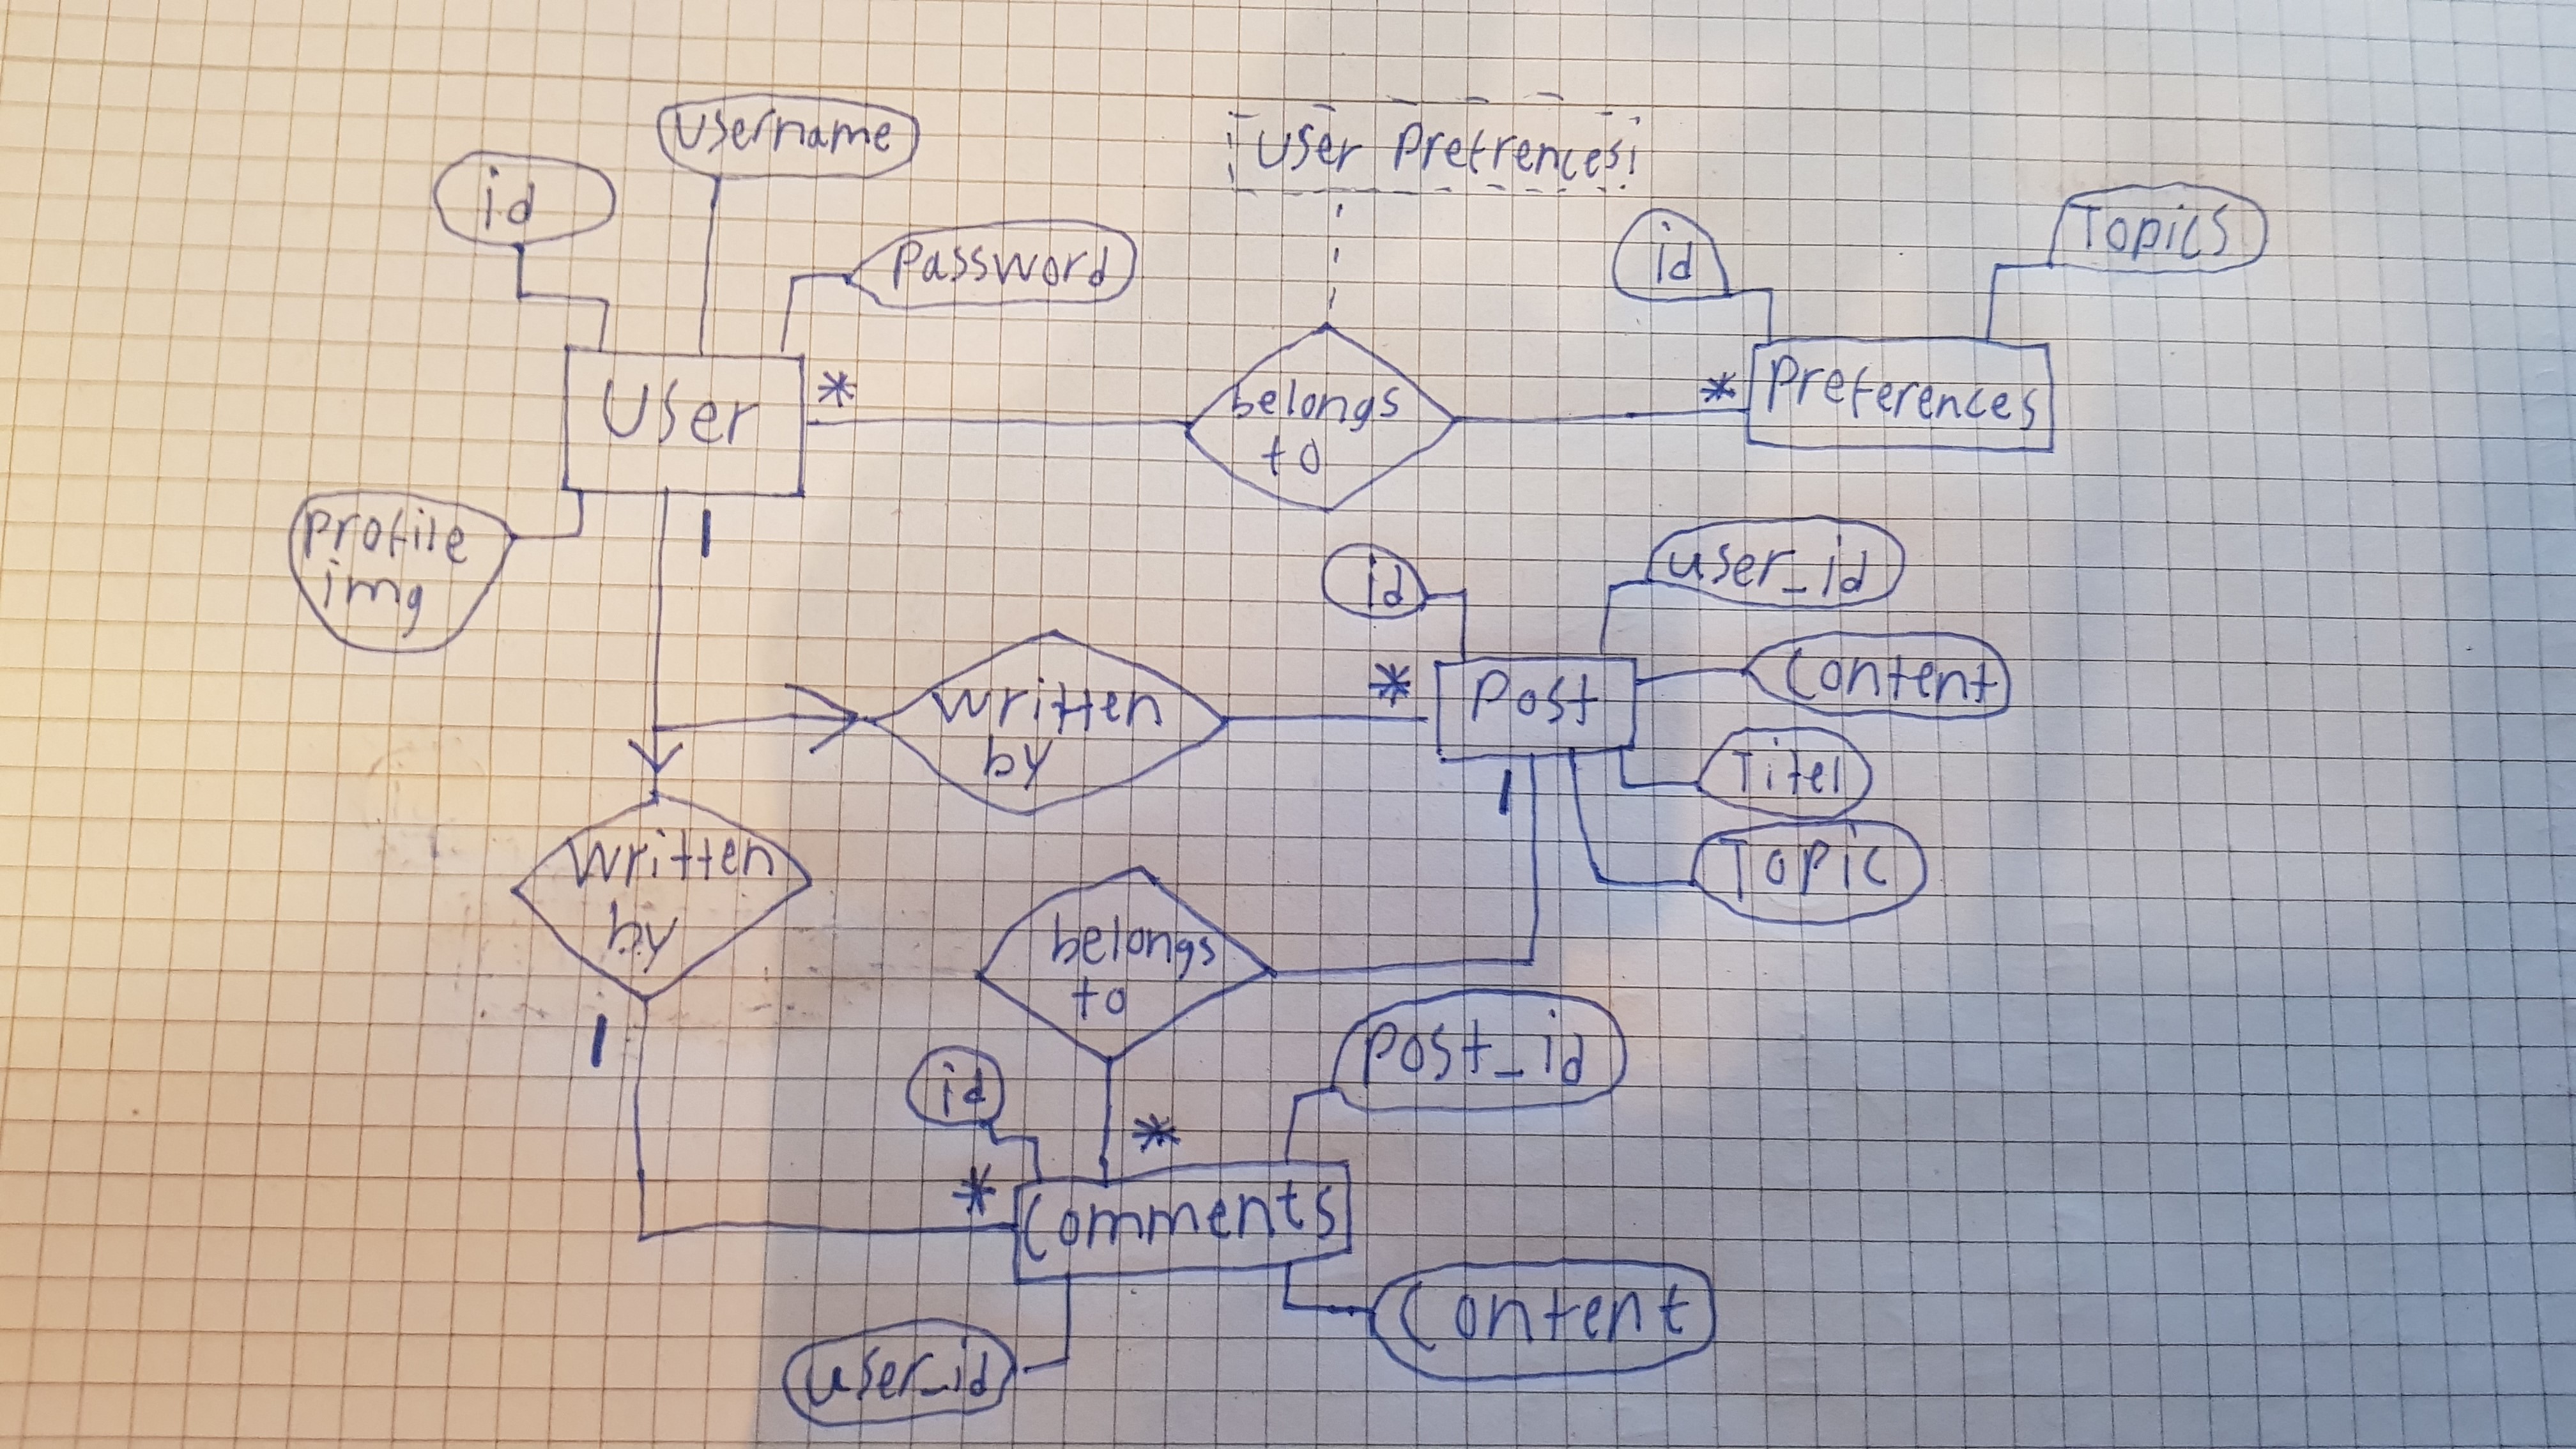 Username
id
User Prefrences
Password
id
Topics
User
*
belongs
to
*
Preferences
profile
img
1
id
user_id
written
by
*
Post
Content
Titel
1
Topic
written
by
belongs
to
1
id
*
Post_id
*
Comments
Content
user_id